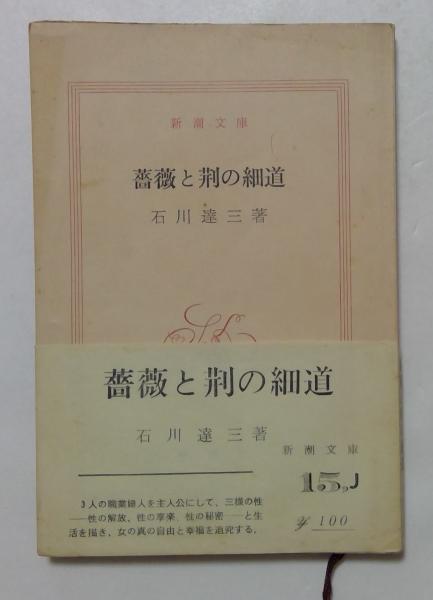 新潮文庫
薔薇と荆の細道
石川達三著
薔薇と荆の細道
石川達三著
新潮文庫
15,J
¥ 100
3人の職業婦人を主人公にして、三様の性
──性の解放、性の享楽、性の秘密──と生
活を描き、女の真の自由と幸福を追究する。